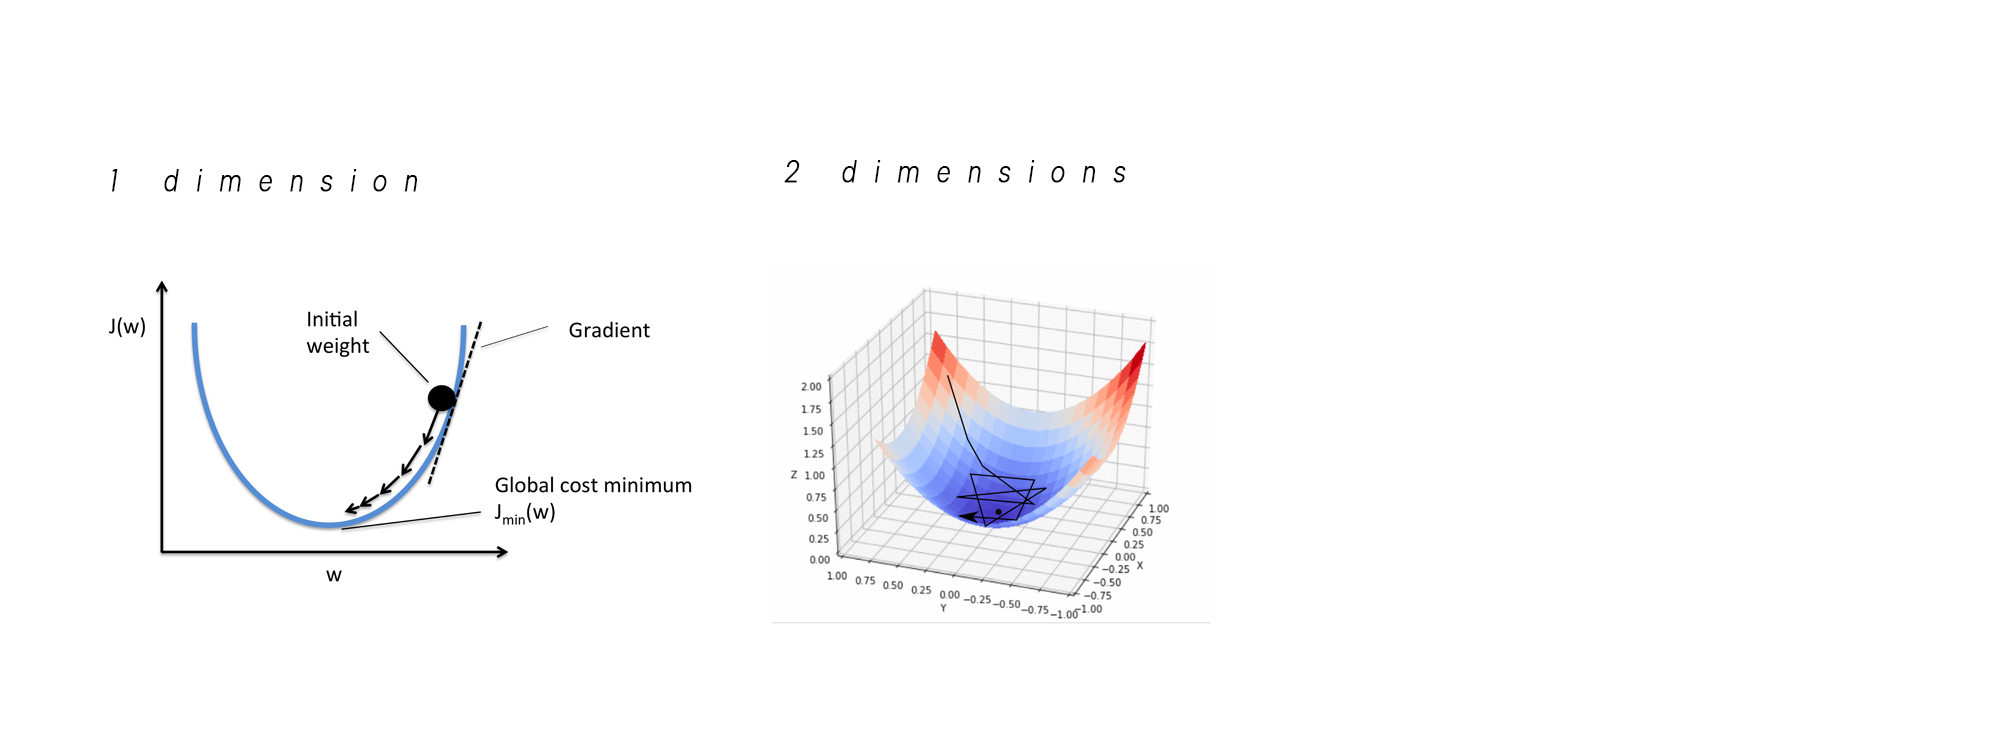 1 dimension
2 dimensions
J(w)
Initial
weight
Gradient
Global cost minimum
Jmin(w)
w
2.00
1.75
1.50
1.25
Z 1.00
0.75
0.50
0.25
0.00
1.00 0.75 0.50 0.25 0.00 −0.25 −0.50 −0.75 −1.00
Y
1.00
0.75
0.50
0.25
0.00
−0.25
−0.50
−0.75
−1.00
X